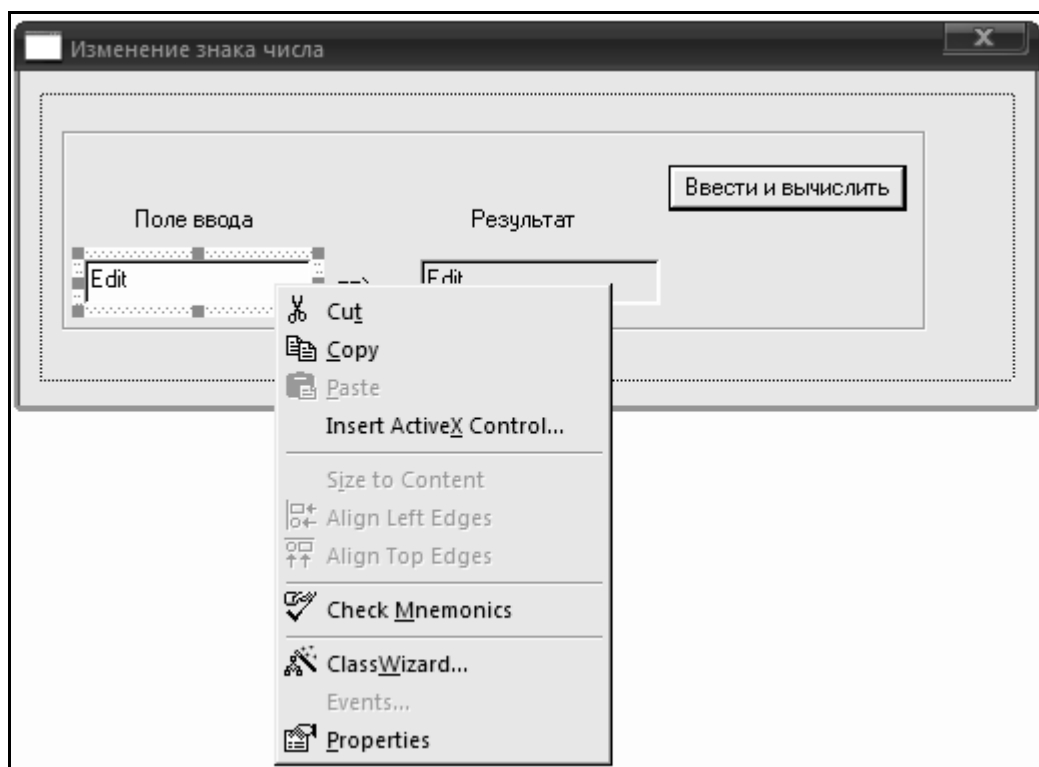 Изменение знака числа
Ввести и вычислить
Поле ввода
Результат
Edit
==>
Edit
Cut
Copy
Paste
Insert ActiveX Control...
Size to Content
Align Left Edges
Align Top Edges
Check Mnemonics
ClassWizard...
Events...
Properties